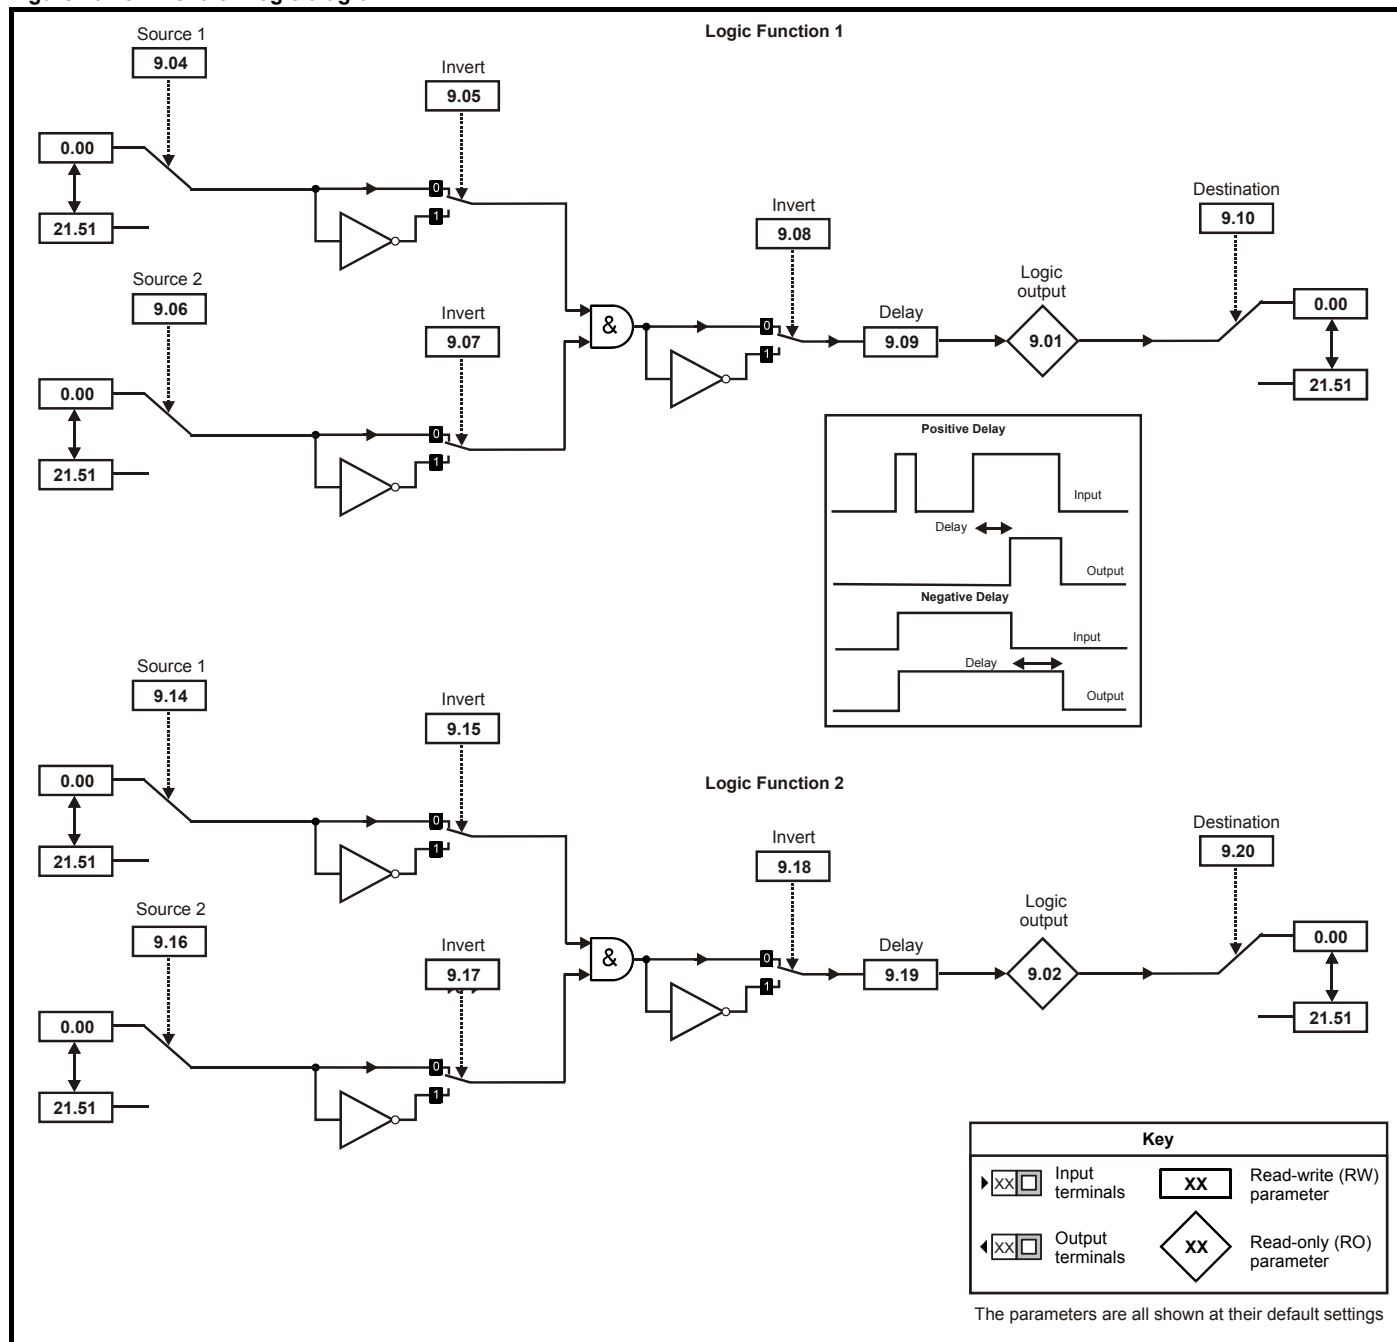 Logic Function 1
Source 1
9.04
Invert
9.05
0.00
21.51
0
1
Source 2
9.06
Invert
9.07
0.00
21.51
0
1
&
Invert
9.08
0
1
Delay
9.09
Logic
output
9.01
Destination
9.10
0.00
21.51
Positive Delay
Input
Delay
Output
Negative Delay
Input
Delay
Output
Logic Function 2
Source 1
9.14
Invert
9.15
0.00
21.51
0
1
Source 2
9.16
Invert
9.17
0.00
21.51
0
1
&
Invert
9.18
0
1
Delay
9.19
Logic
output
9.02
Destination
9.20
0.00
21.51
Key
XX
Input
terminals
XX
Read-write (RW)
parameter
XX
Output
terminals
XX
Read-only (RO)
parameter
The parameters are all shown at their default settings